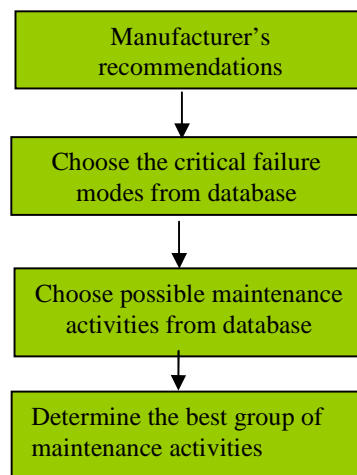 Manufacturer’s
recommendations
Choose the critical failure
modes from database
Choose possible maintenance
activities from database
Determine the best group of
maintenance activities